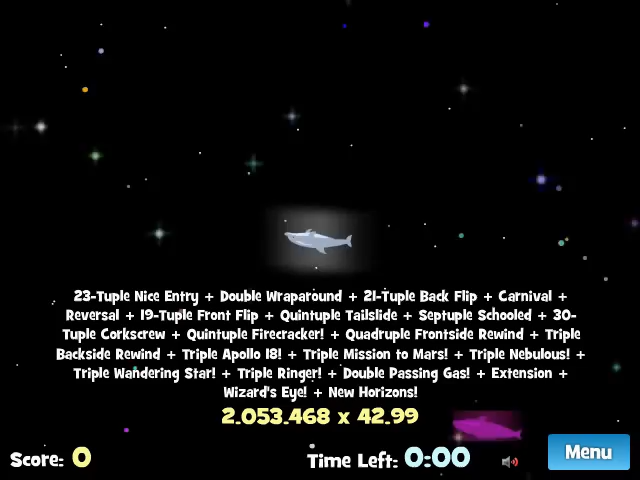 23-Tuple Nice Entry + Double Wraparound + 21-Tuple Back Flip + Carnival +
Reversal + 19-Tuple Front Flip + Quintuple Tailslide + Septuple Schooled + 30-
Tuple Corkscrew + Quintuple Firecracker! + Quadruple Frontside Rewind + Triple
Backside Rewind + Triple Apollo 18! + Triple Mission to Mars! + Triple Nebulous! +
Triple Wandering Star! + Triple Ringer! + Double Passing Gas! + Extension +
Wizard's Eye! + New Horizons!
2.053.468 x 42.99
Score: 0
Time Left: 0:00
Menu